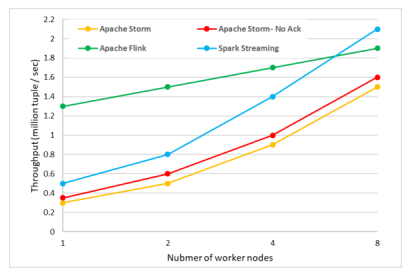 Apache Storm
Apache Storm- No Ack
Apache Flink
Spark Streaming
Throughput (million tuple / sec)
2.2
2
1.8
1.6
1.4
1.2
1
0.8
0.6
0.4
0.2
0
1
2
4
8
Nubmer of worker nodes